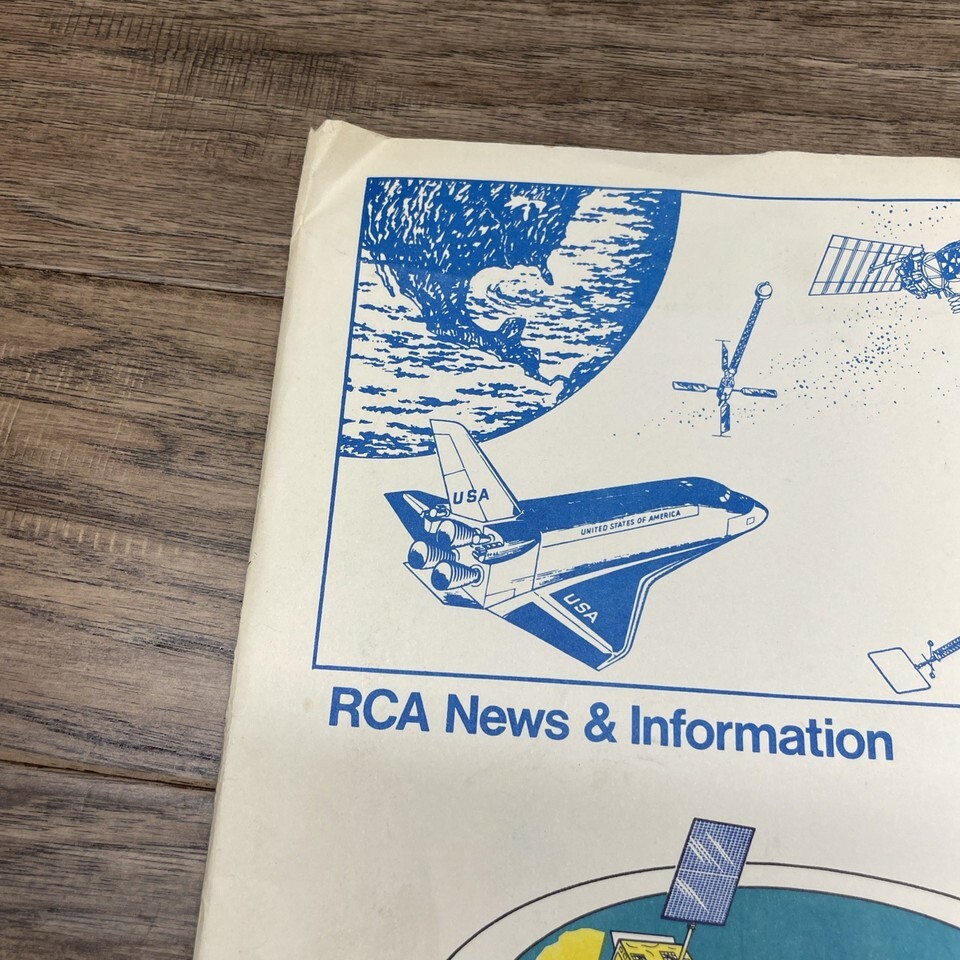 USA
UNITED STATES OF AMERICA
USA
RCA News & Information